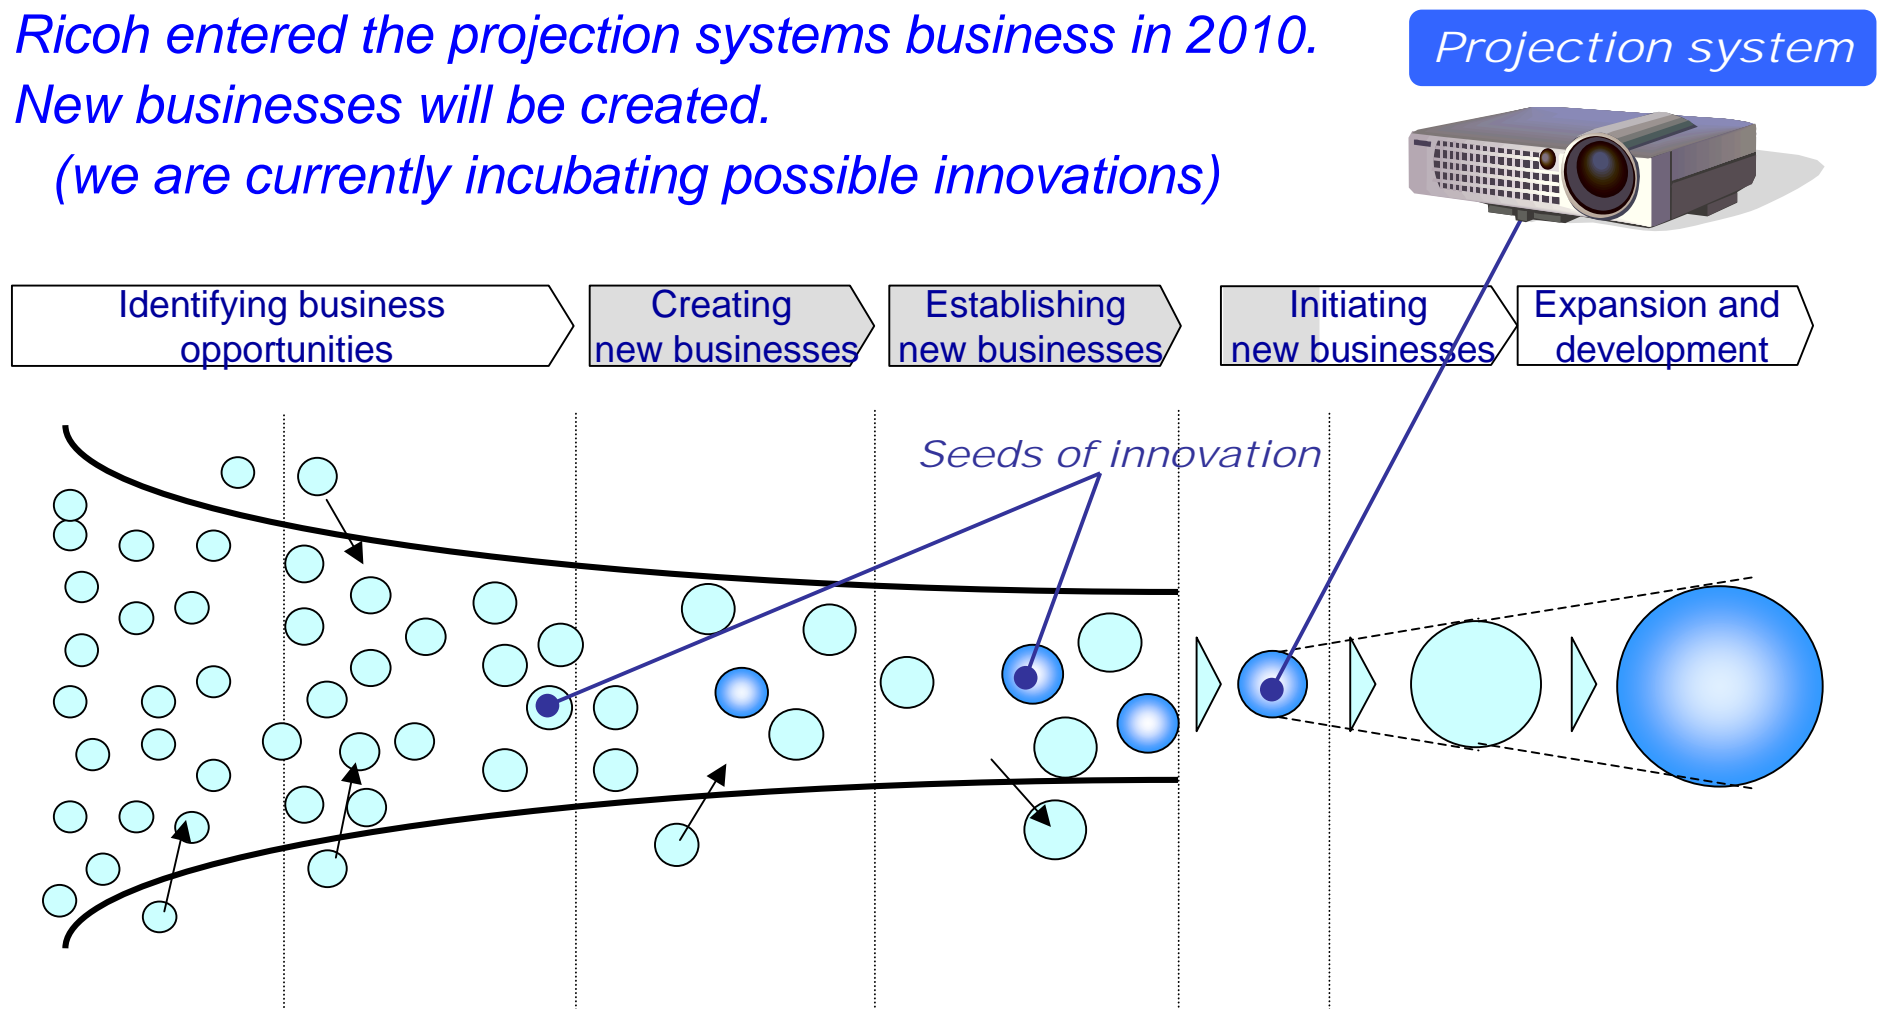 Ricoh entered the projection systems business in 2010.
New businesses will be created.
(we are currently incubating possible innovations)
Projection system
Identifying business
opportunities
Creating
new businesses
Establishing
new businesses
Initiating
new businesses
Expansion and
development
Seeds of innovation